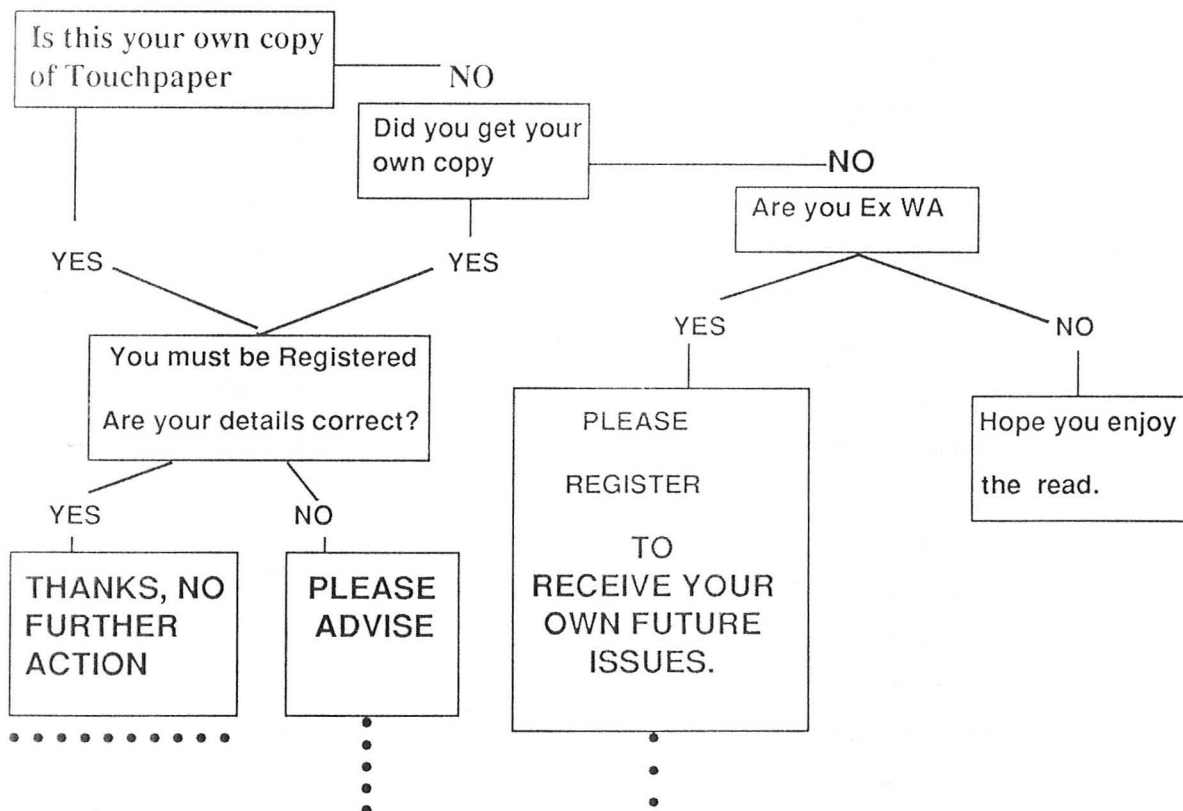 Is this your own copy
of Touchpaper
NO
Did you get your
own copy
NO
Are you Ex WA
YES
YES
You must be Registered
Are your details correct?
YES
NO
PLEASE
REGISTER
TO
RECEIVE YOUR
OWN FUTURE
ISSUES.
Hope you enjoy
the read.
YES
NO
THANKS, NO
FURTHER
ACTION
PLEASE
ADVISE